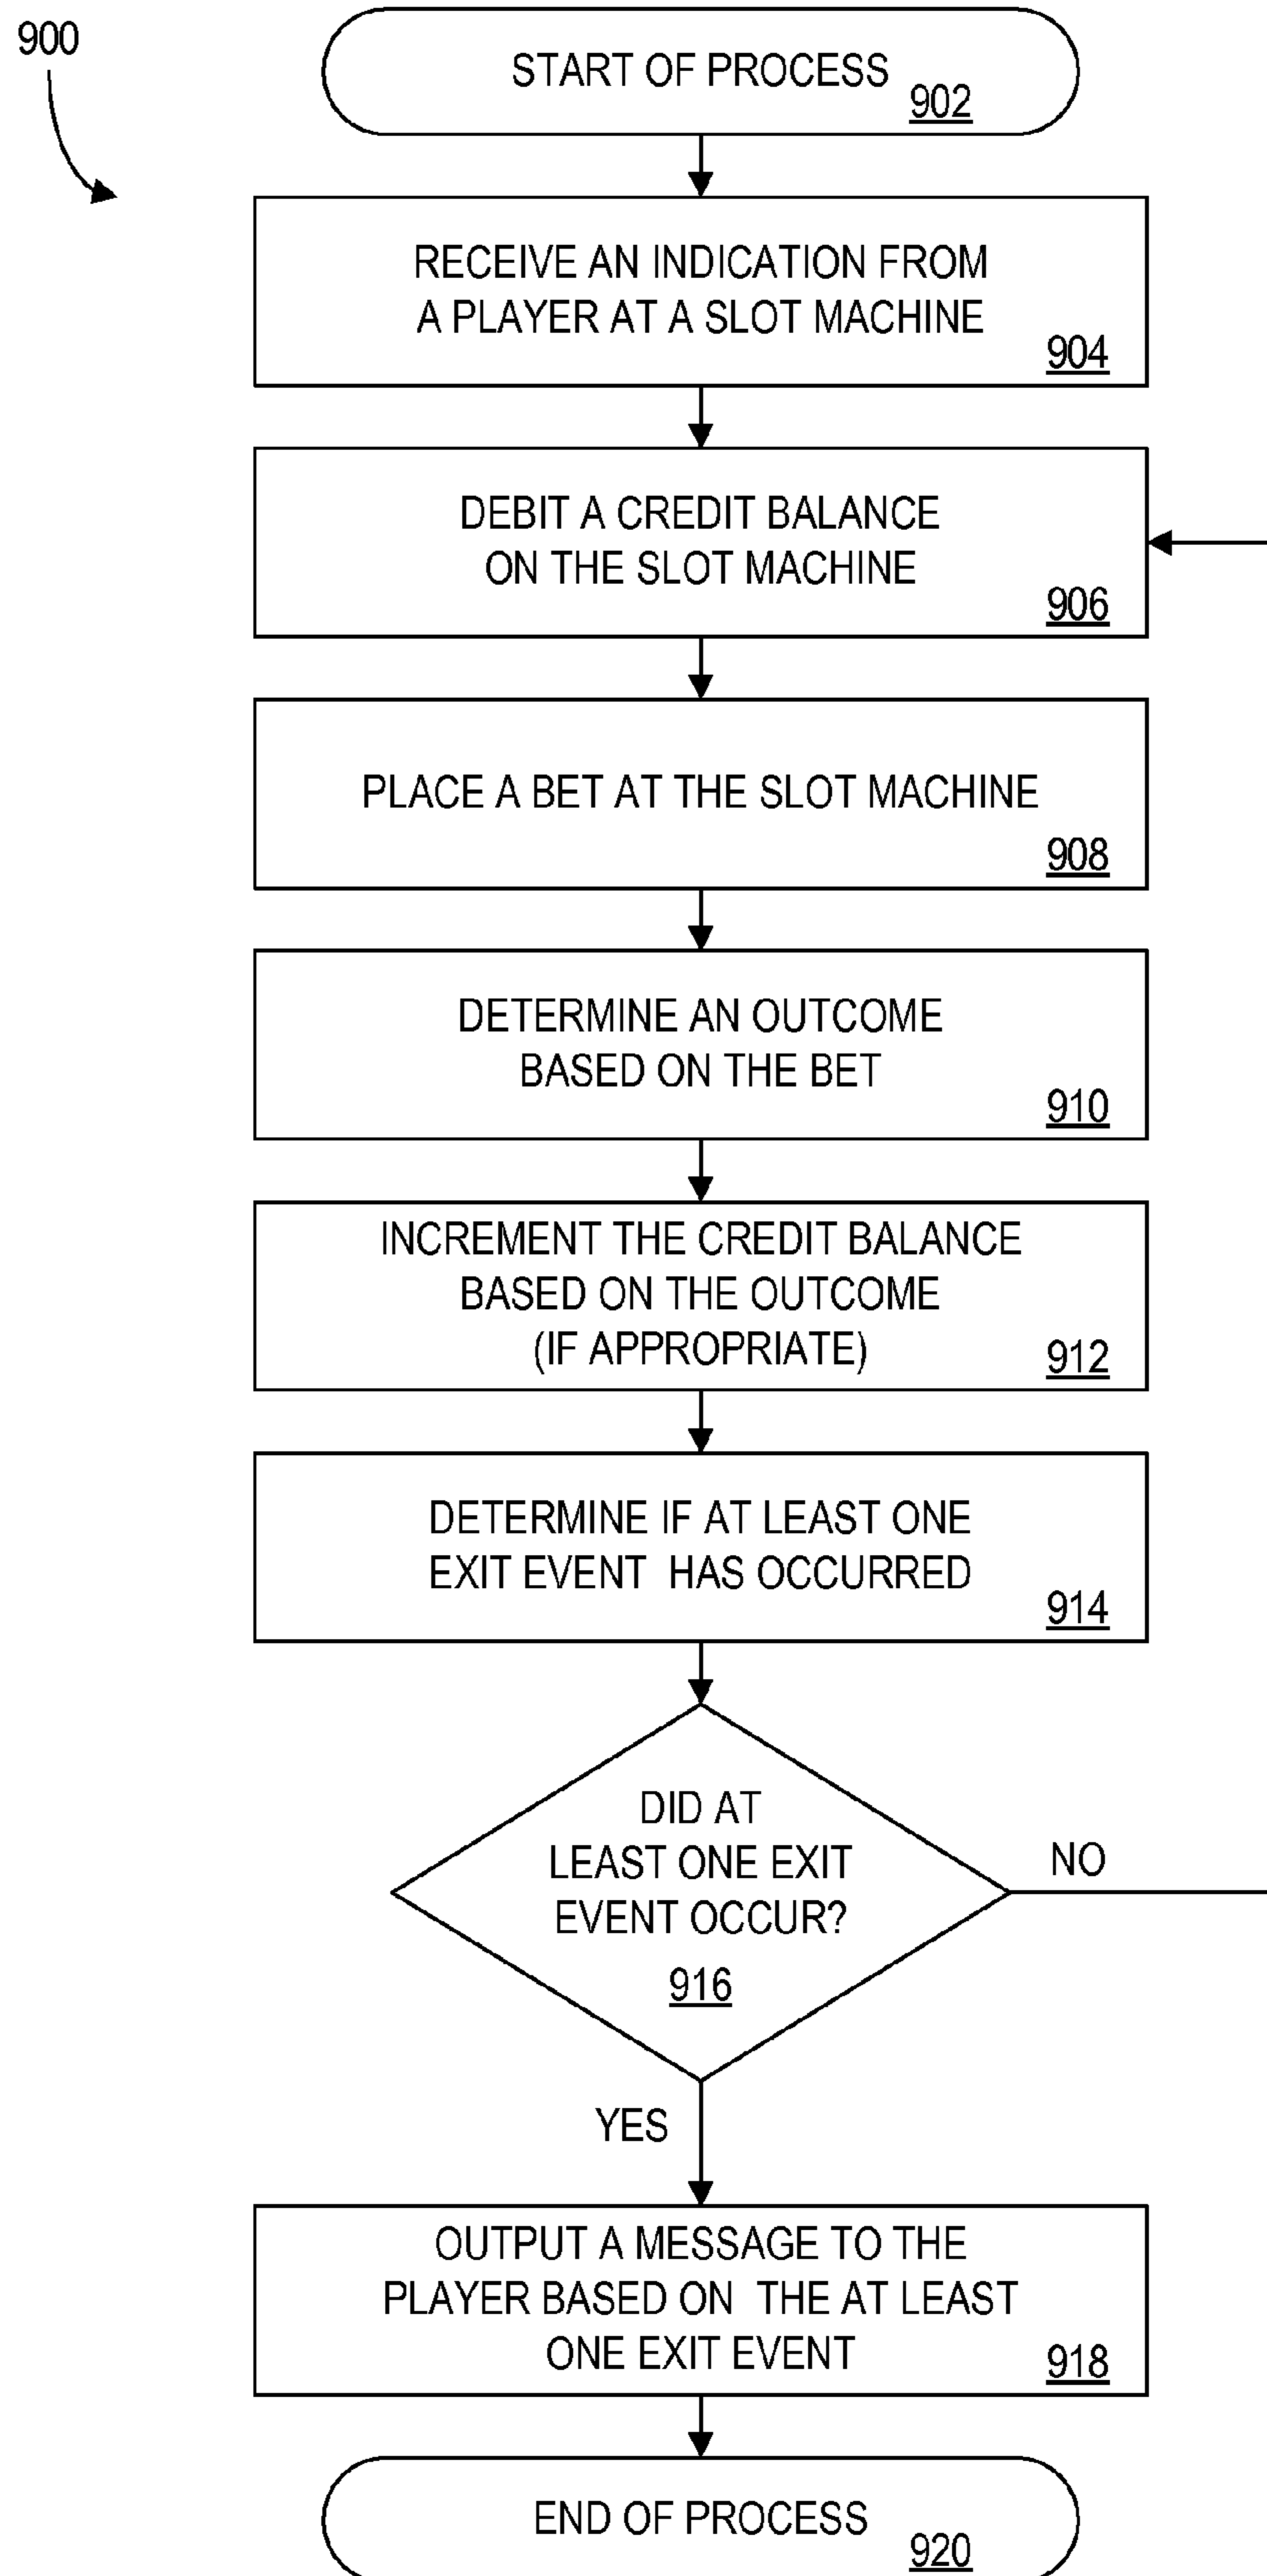 900
START OF PROCESS
902
RECEIVE AN INDICATION FROM
A PLAYER AT A SLOT MACHINE
904
DEBIT A CREDIT BALANCE
ON THE SLOT MACHINE
906
PLACE A BET AT THE SLOT MACHINE
908
DETERMINE AN OUTCOME
BASED ON THE BET
910
INCREMENT THE CREDIT BALANCE
BASED ON THE OUTCOME
(IF APPROPRIATE)
912
DETERMINE IF AT LEAST ONE
EXIT EVENT HAS OCCURRED
914
DID AT
LEAST ONE EXIT
EVENT OCCUR?
916
NO
YES
OUTPUT A MESSAGE TO THE
PLAYER BASED ON THE AT LEAST
ONE EXIT EVENT
918
END OF PROCESS
920